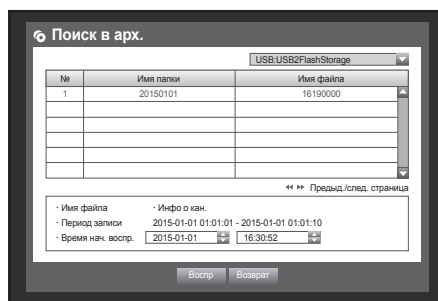 Поиск в арх.
USB:USB2FlashStorage
№ Имя папки Имя файла
1 20150101 16190000
Предыд./след. страница
· Имя файла · Инфо о кан.
· Период записи 2015-01-01 01:01:01 - 2015-01-01 01:01:10
· Время нач. воспр. 2015-01-01 16:30:52
Воспр Возврат